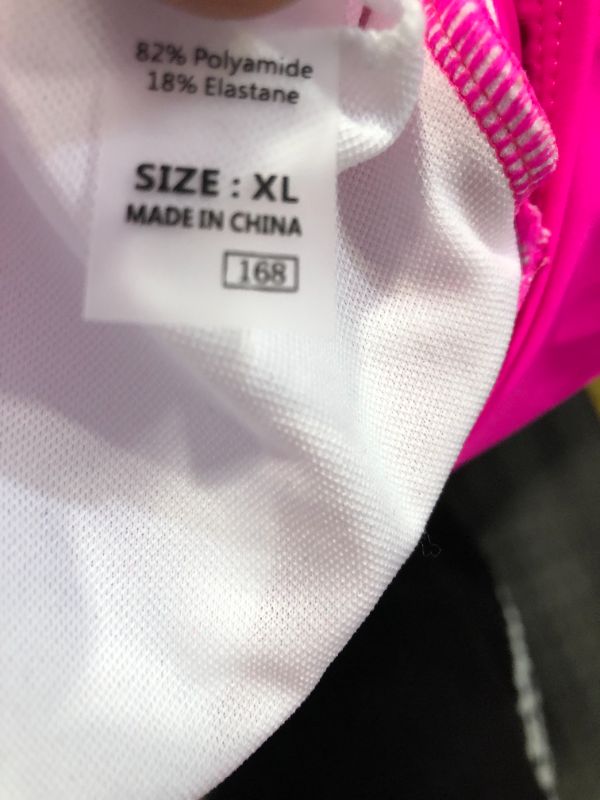 82% Polyamide
18% Elastane
SIZE : XL
MADE IN CHINA
168